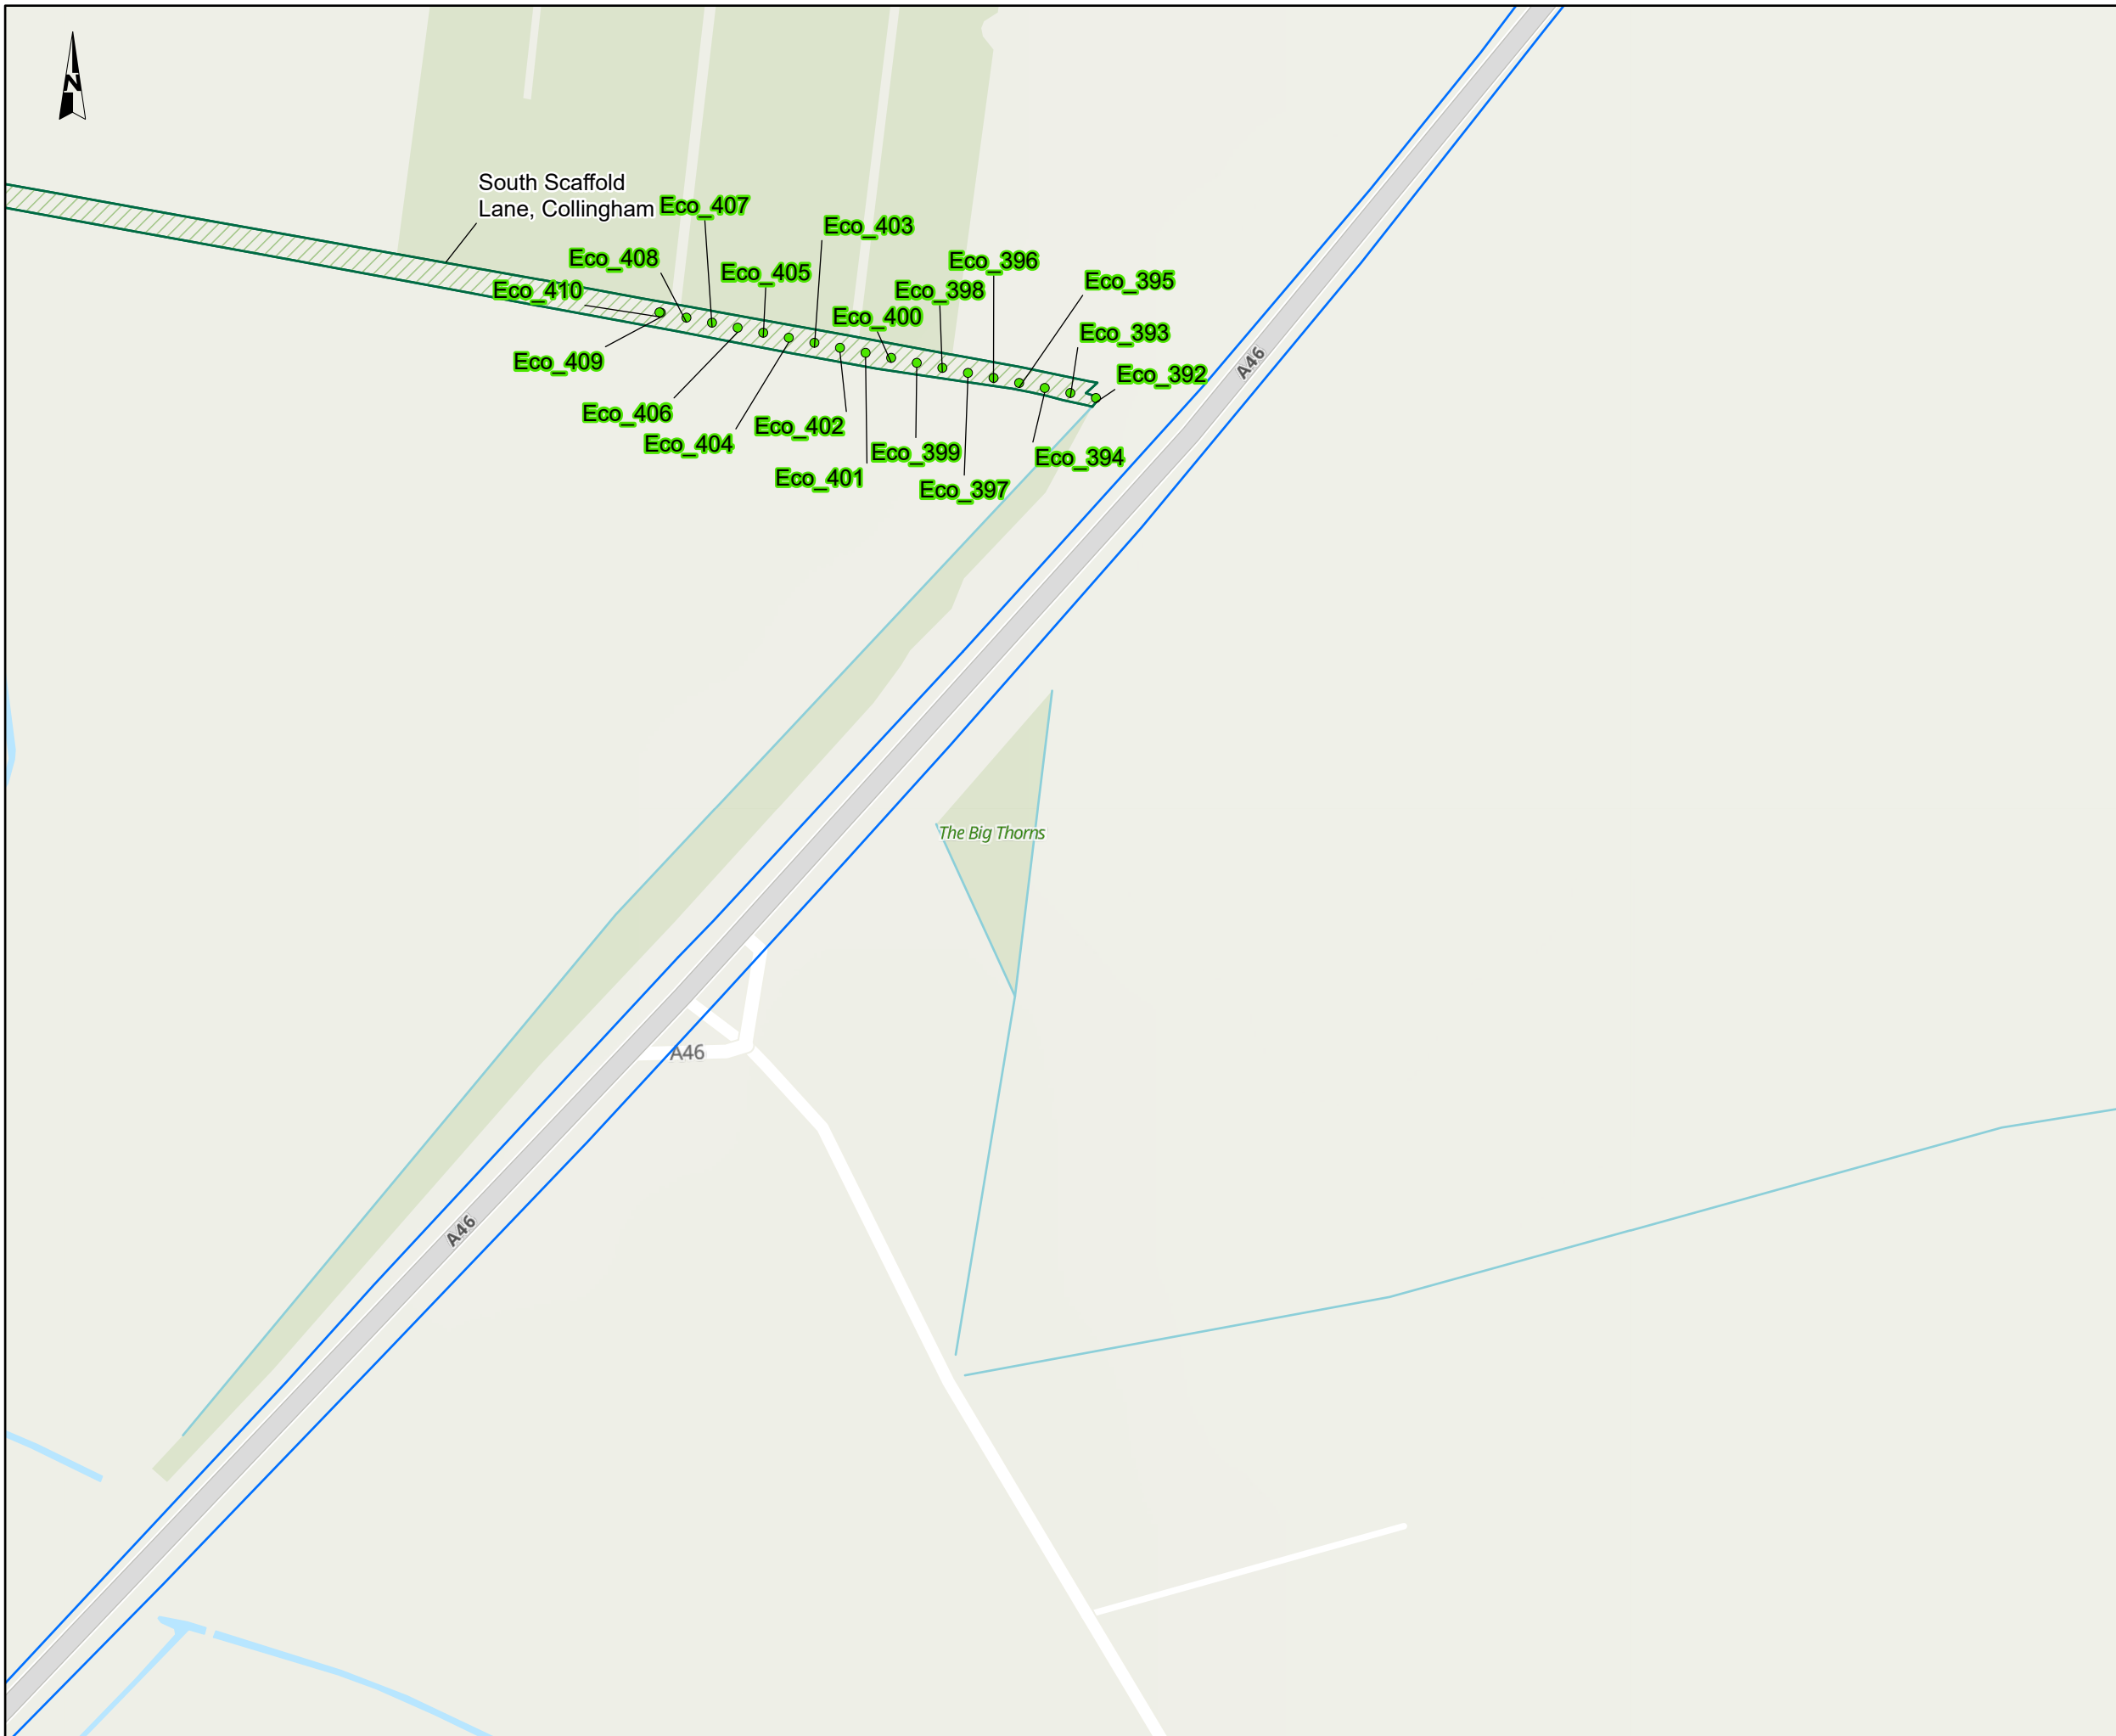 N
South Scaffold
Lane, Collingham
Eco_407
Eco_403
Eco_408
Eco_405
Eco_396
Eco_395
Eco_410
Eco_398
Eco_400
Eco_393
Eco_409
Eco_392
A46
Eco_406
Eco_404
Eco_402
Eco_399
Eco_394
Eco_401
Eco_397
The Big Thorns
A46
A46